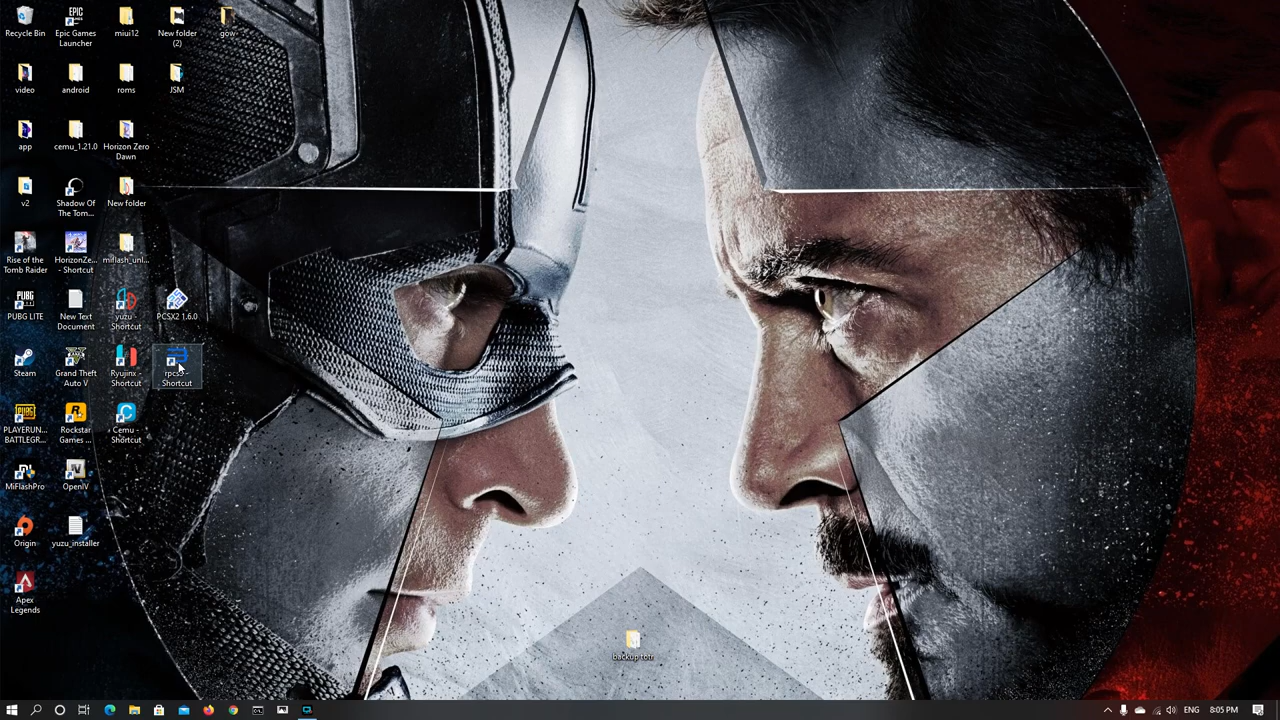 Recycle Bin
Epic Games
Launcher
miui12
New folder
(2)
gow
video
android
roms
JSM
app
cemu_1.21.0
Horizon Zero
Dawn
v2
Shadow Of
The Tom...
New folder
Rise of the
Tomb Raider
HorizonZe...
- Shortcut
miflash_unl...
PUBG LITE
New Text
Document
yuzu -
Shortcut
PCSX2 1.6.0
Steam
Grand Theft
Auto V
Ryujinx -
Shortcut
rpcs3 -
Shortcut
PLAYERUN...
BATTLEGR...
Rockstar
Games ...
Cemu -
Shortcut
MiFlashPro
OpenIV
Origin
yuzu_installer
Apex
Legends
backup totr
ENG
8:05 PM